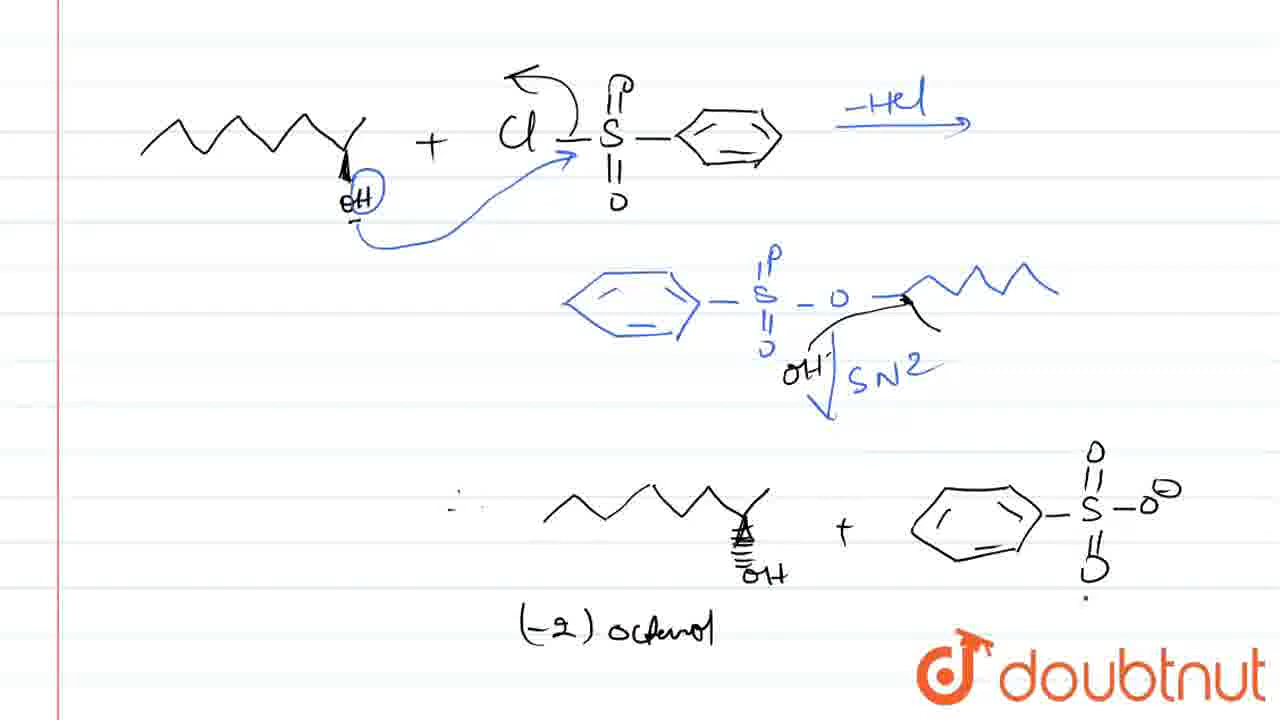 O
+ Cl S -HCl
OH O
O
S O
O
OH⁻ SN2
O
+ S O⊖
OH O
(-2) octanol
doubtnut